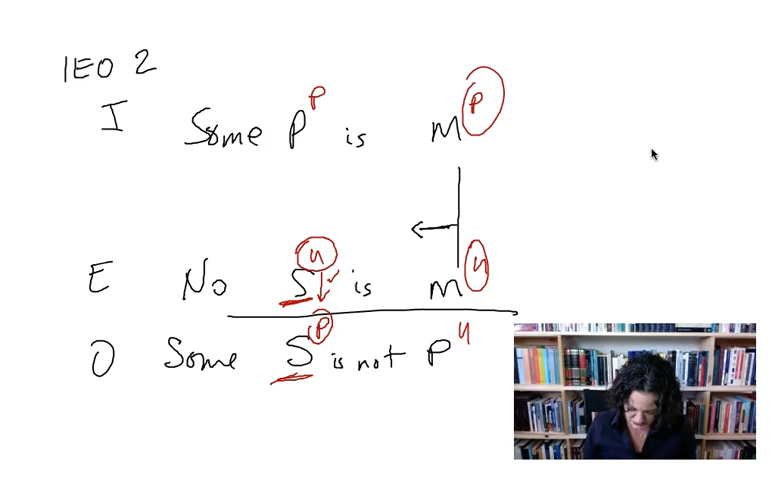 IEO 2
I Some P p is m p
E No S u is m u
O Some S p is not P u